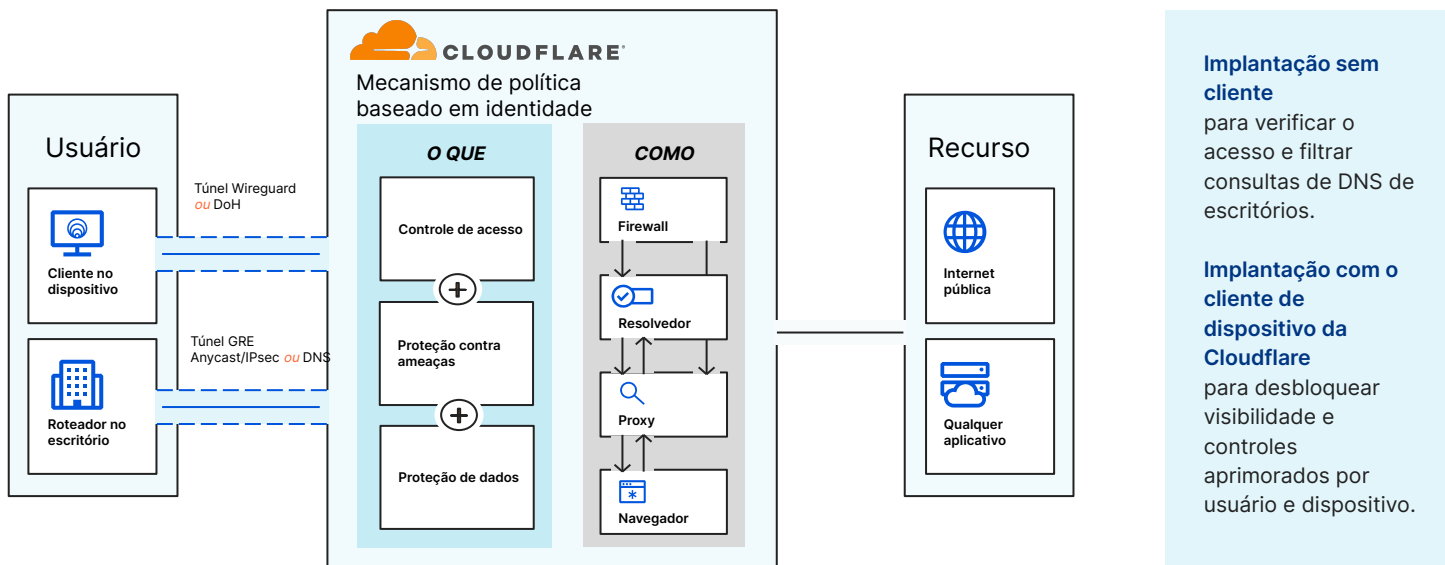 CLOUDFLARE
Mecanismo de política
baseado em identidade
Usuário
Cliente no
dispositivo
Roteador no
escritório
Túnel Wireguard
ou DoH
Túnel GRE
Anycast/IPsec ou DNS
O QUE
Controle de acesso
Proteção contra
ameaças
Proteção de dados
COMO
Firewall
Resolvedor
Proxy
Navegador
Recurso
Internet
pública
Qualquer
aplicativo
Implantação sem
cliente
para verificar o
acesso e filtrar
consultas de DNS de
escritórios.
Implantação com o
cliente de
dispositivo da
Cloudflare
para desbloquear
visibilidade e
controles
aprimorados por
usuário e dispositivo.